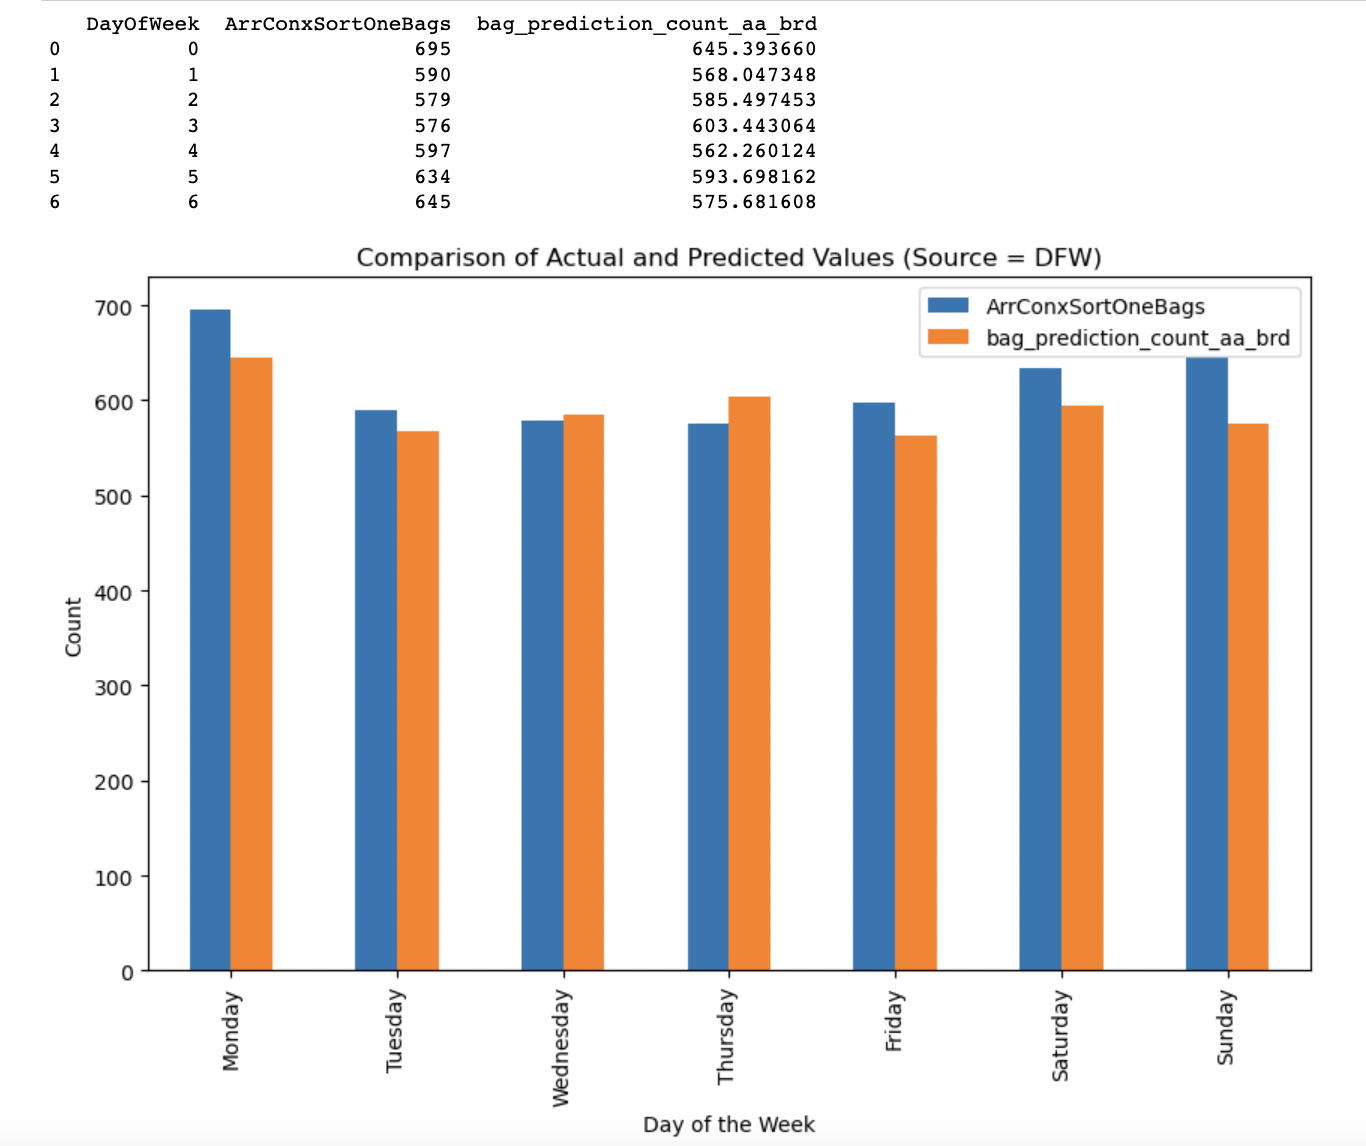 DayOfWeek ArrConxSortOneBags bag_prediction_count_aa_brd
0 0 695 645.393660
1 1 590 568.047348
2 2 579 585.497453
3 3 576 603.443064
4 4 597 562.260124
5 5 634 593.698162
6 6 645 575.681608
Comparison of Actual and Predicted Values (Source = DFW)
ArrConxSortOneBags
bag_prediction_count_aa_brd
700
600
500
400
300
200
100
0
Count
Monday
Tuesday
Wednesday
Thursday
Friday
Saturday
Sunday
Day of the Week